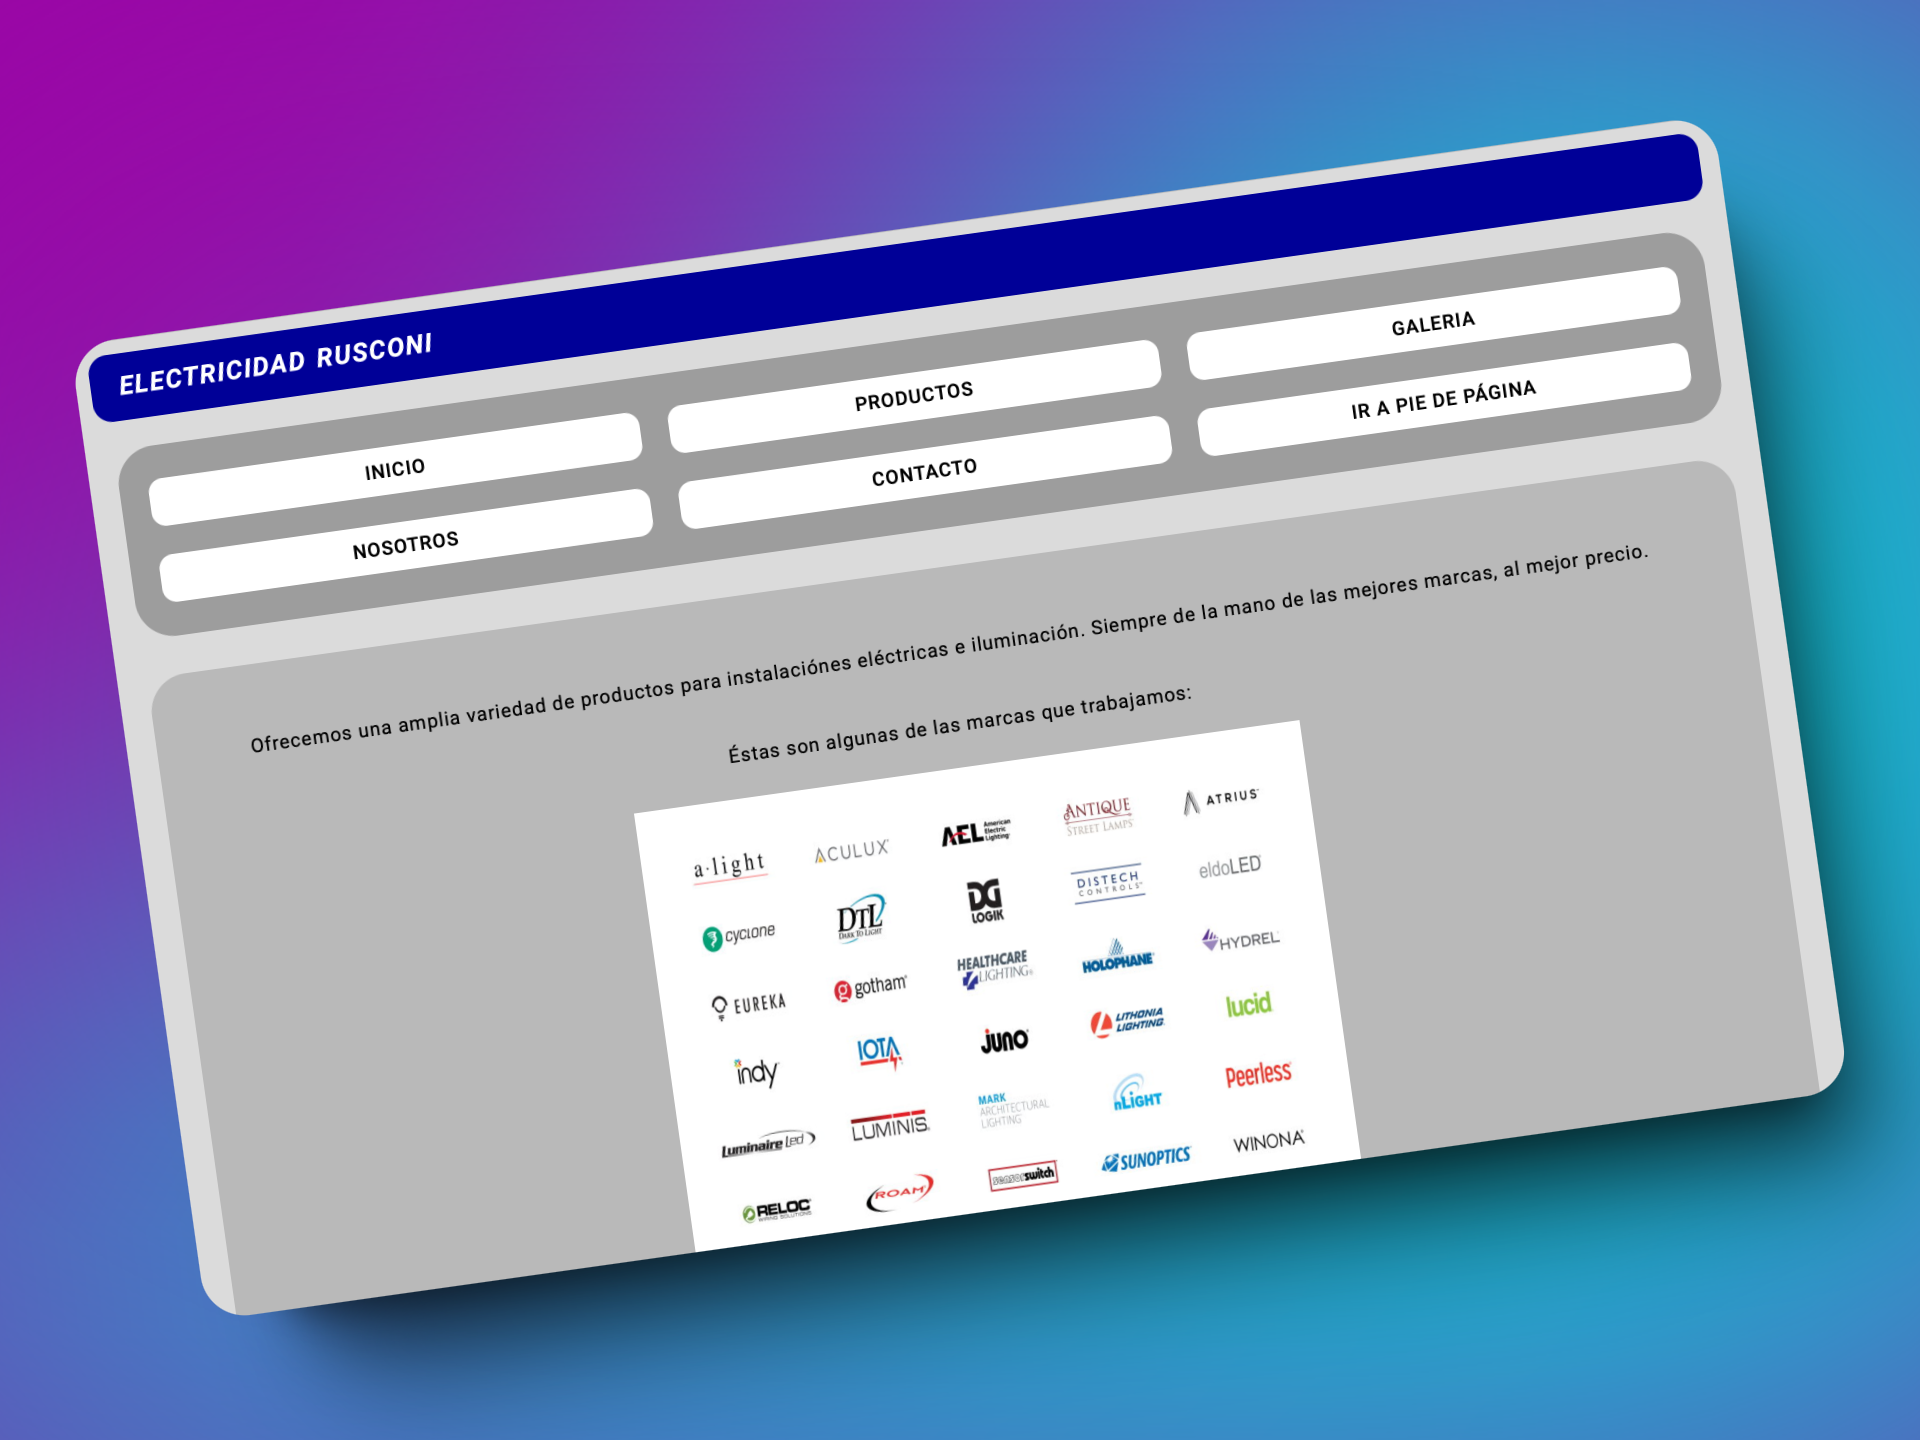 ELECTRICIDAD RUSCONI
INICIO
PRODUCTOS
GALERIA
NOSOTROS
CONTACTO
IR A PIE DE PÁGINA
Ofrecemos una amplia variedad de productos para instalaciónes eléctricas e iluminación. Siempre de la mano de las mejores marcas, al mejor precio.
Éstas son algunas de las marcas que trabajamos:
a·light
ACULUX
AEL American Electric Lighting
ANTIQUE
STREET LAMPS
ATRIUS
cyclone
DTL
DARK TO LIGHT
DG
LOGIK
DISTECH
CONTROLS
eldoLED
EUREKA
gotham
HEALTHCARE
LIGHTING
HOLOPHANE
HYDREL
indy
IOTA
juno
LITHONIA
LIGHTING
lucid
Luminaire Led
LUMINIS
MARK
ARCHITECTURAL
LIGHTING
nLIGHT
Peerless
RELOC
WIRING SOLUTIONS
ROAM
sensorswitch
SUNOPTICS
WINONA